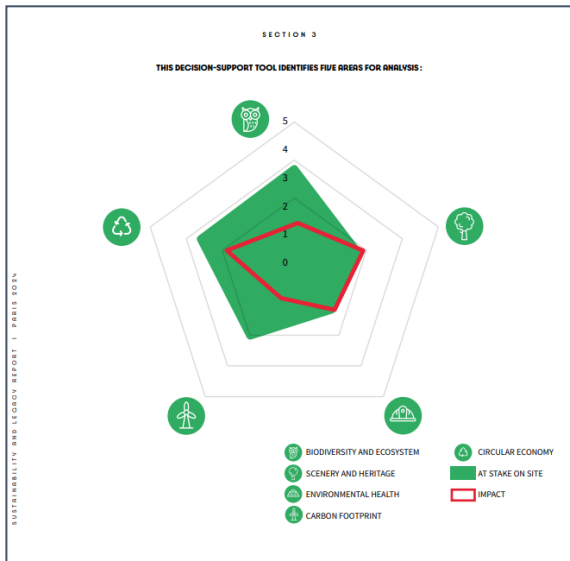 SECTION 3
THIS DECISION-SUPPORT TOOL IDENTIFIES FIVE AREAS FOR ANALYSIS :
5
4
3
2
1
0
SUSTAINABILITY AND LEGACY REPORT | PARIS 2024
BIODIVERSITY AND ECOSYSTEM
SCENERY AND HERITAGE
ENVIRONMENTAL HEALTH
CARBON FOOTPRINT
CIRCULAR ECONOMY
AT STAKE ON SITE
IMPACT